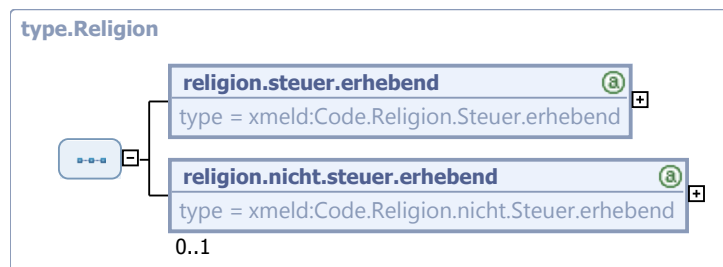 type.Religion
religion.steuer.erhebend
type = xmeld:Code.Religion.Steuer.erhebend
religion.nicht.steuer.erhebend
type = xmeld:Code.Religion.nicht.Steuer.erhebend
0..1